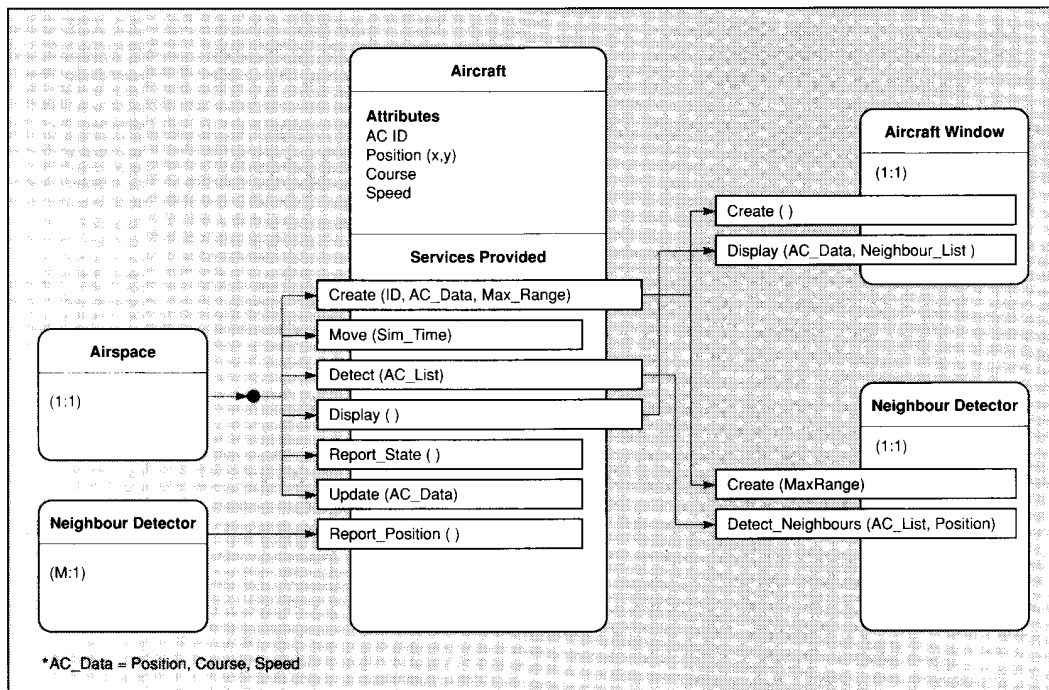 Aircraft
Attributes
AC ID
Position (x,y)
Course
Speed
Services Provided
Create (ID, AC_Data, Max_Range)
Move (Sim_Time)
Detect (AC_List)
Display ( )
Report_State ( )
Update (AC_Data)
Report_Position ( )
Airspace
(1:1)
Neighbour Detector
(M:1)
Aircraft Window
(1:1)
Create ( )
Display (AC_Data, Neighbour_List )
Neighbour Detector
(1:1)
Create (MaxRange)
Detect_Neighbours (AC_List, Position)
*AC_Data = Position, Course, Speed